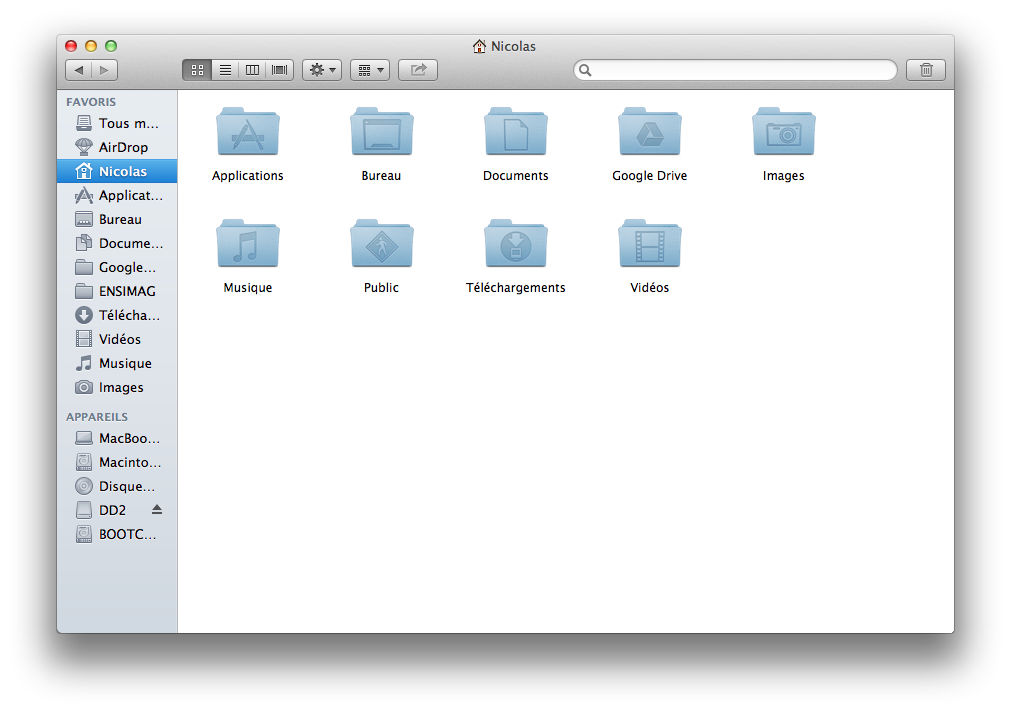 Nicolas
FAVORIS
Tous m...
AirDrop
Nicolas
Applicat...
Bureau
Docume...
Google...
ENSIMAG
Télécha...
Vidéos
Musique
Images
APPAREILS
MacBoo...
Macinto...
Disque...
DD2
BOOTC...
Applications
Bureau
Documents
Google Drive
Images
Musique
Public
Téléchargements
Vidéos